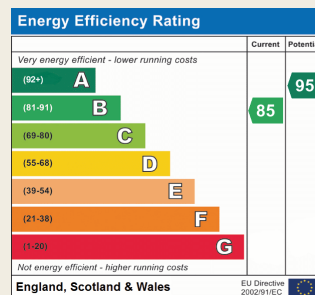 Energy Efficiency Rating
Current
Very energy efficient - lower running costs
(92+) A 95
(81-91) B 85
(69-80) C
(55-68) D
(39-54) E
(21-38) F
(1-20) G
Not energy efficient - higher running costs
England, Scotland & Wales
EU Directive
2002/91/EC